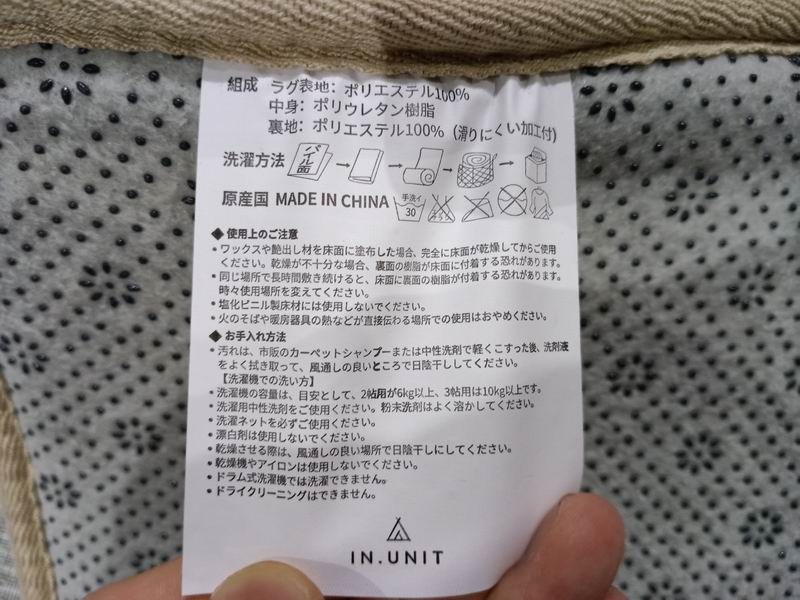 組成 ラグ表地：ポリエステル100%
中身：ポリウレタン樹脂
裏地：ポリエステル100%（滑りにくい加工付）
洗濯方法 パイル面
原産国 MADE IN CHINA 手洗イ 30
◆使用上のご注意
•ワックスや艶出し材を床面に塗布した場合、完全に床面が乾燥してからご使用
ください。乾燥が不十分な場合、裏面の樹脂が床面に付着する恐れがあります。
•同じ場所で長時間敷き続けると、床面に裏面の樹脂が付着する恐れがあります。
時々使用場所を変えてください。
•塩化ビニル製床材には使用しないでください。
•火のそばや暖房器具の熱などが直接伝わる場所での使用はおやめください。
◆お手入れ方法
•汚れは、市販のカーペットシャンプーまたは中性洗剤で軽くこすった後、洗剤液
をよく拭き取って、風通しの良いところで日陰干ししてください。
【洗濯機での洗い方】
•洗濯機の容量は、目安として、2帖用が6kg以上、3帖用は10kg以上です。
•洗濯用中性洗剤をご使用ください。粉末洗剤はよく溶かしてください。
•洗濯ネットを必ずご使用ください。
•漂白剤は使用しないでください。
•乾燥させる際は、風通しの良い場所で日陰干しにしてください。
•乾燥機やアイロンは使用しないでください。
•ドラム式洗濯機では洗濯できません。
•ドライクリーニングはできません。
IN.UNIT